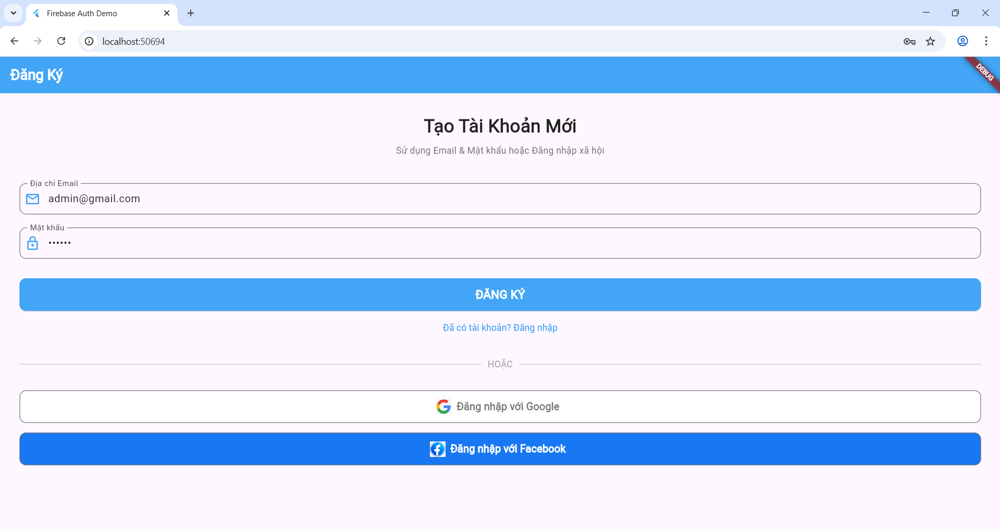 Firebase Auth Demo
localhost:50694
Đăng Ký
DEBUG
Tạo Tài Khoản Mới
Sử dụng Email & Mật khẩu hoặc Đăng nhập xã hội
Địa chỉ Email
admin@gmail.com
Mật khẩu
••••••
ĐĂNG KÝ
Đã có tài khoản? Đăng nhập
HOẶC
Đăng nhập với Google
Đăng nhập với Facebook